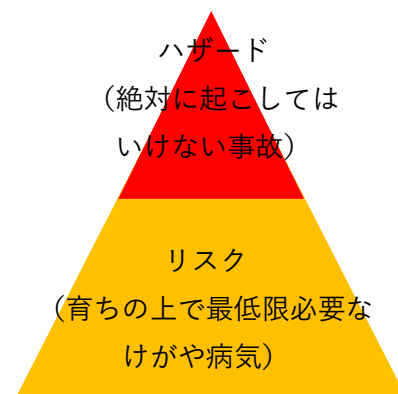 ハザード
（絶対に起こしては
いけない事故）
リスク
（育ちの上で最低限必要な
けがや病気）